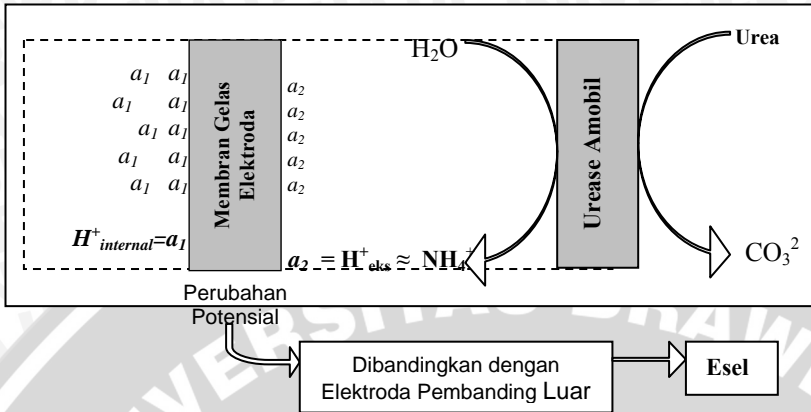 H₂O
Urea
a₁ a₁
a₂
a₁ a₁
a₂
a₁ a₁
a₂
a₁ a₁
a₂
a₁ a₁
a₂
Membran Gelas
Elektroda
Urease Amobil
H⁺internal=a₁
a₂ = H⁺eks ≈ NH₄⁺
CO₃²
Perubahan
Potensial
Dibandingkan dengan
Elektroda Pembanding Luar
Esel